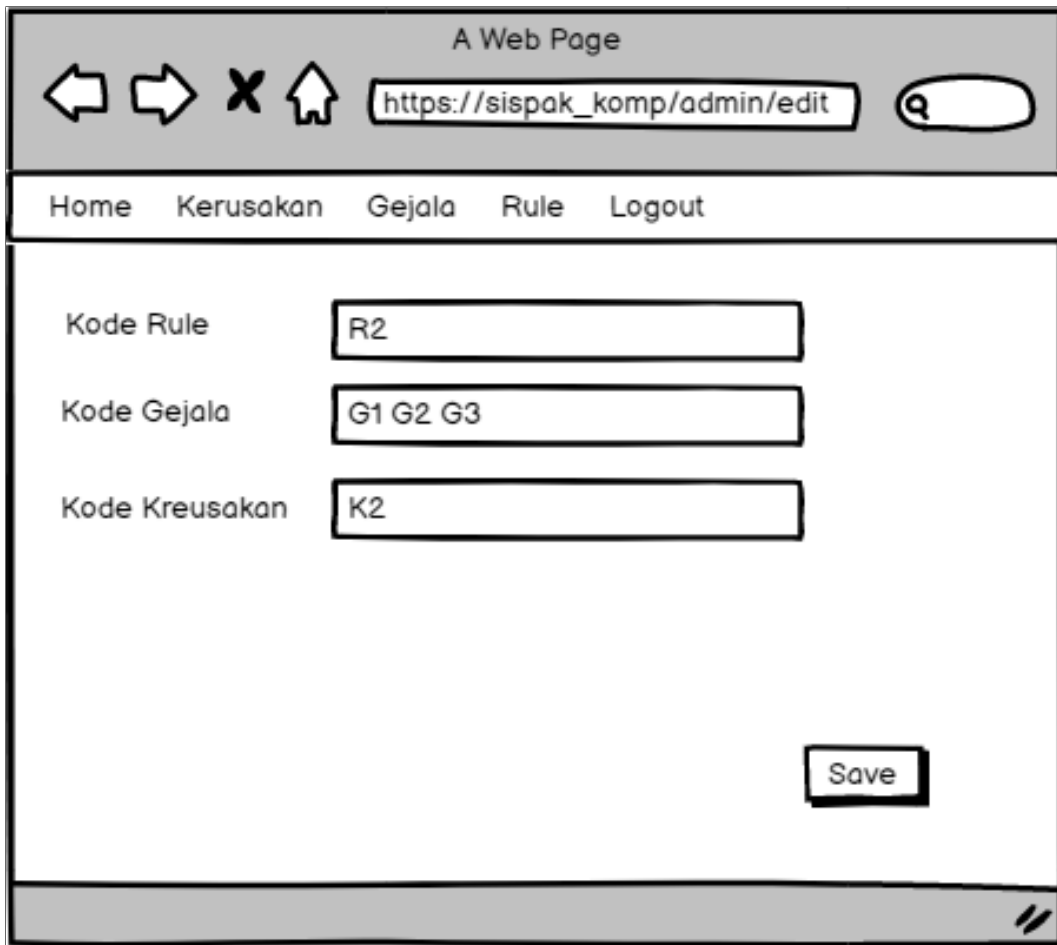 A Web Page
https://sispak_komp/admin/edit
Home Kerusakan Gejala Rule Logout
Kode Rule R2
Kode Gejala G1 G2 G3
Kode Kreusakan K2
Save